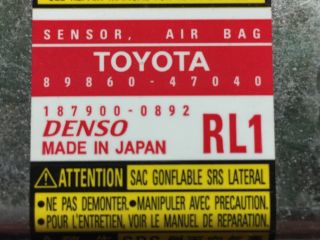 SENSOR, AIR BAG
TOYOTA
89860-47040
187900-0892
DENSO
RL1
MADE IN JAPAN
ATTENTION SAC GONFLABLE SRS LATERAL
•NE PAS DEMONTER.•MANIPULER AVEC PRECAUTION.
•POUR L'ENTRETIEN, VOIR LE MANUEL DE REPARATION.